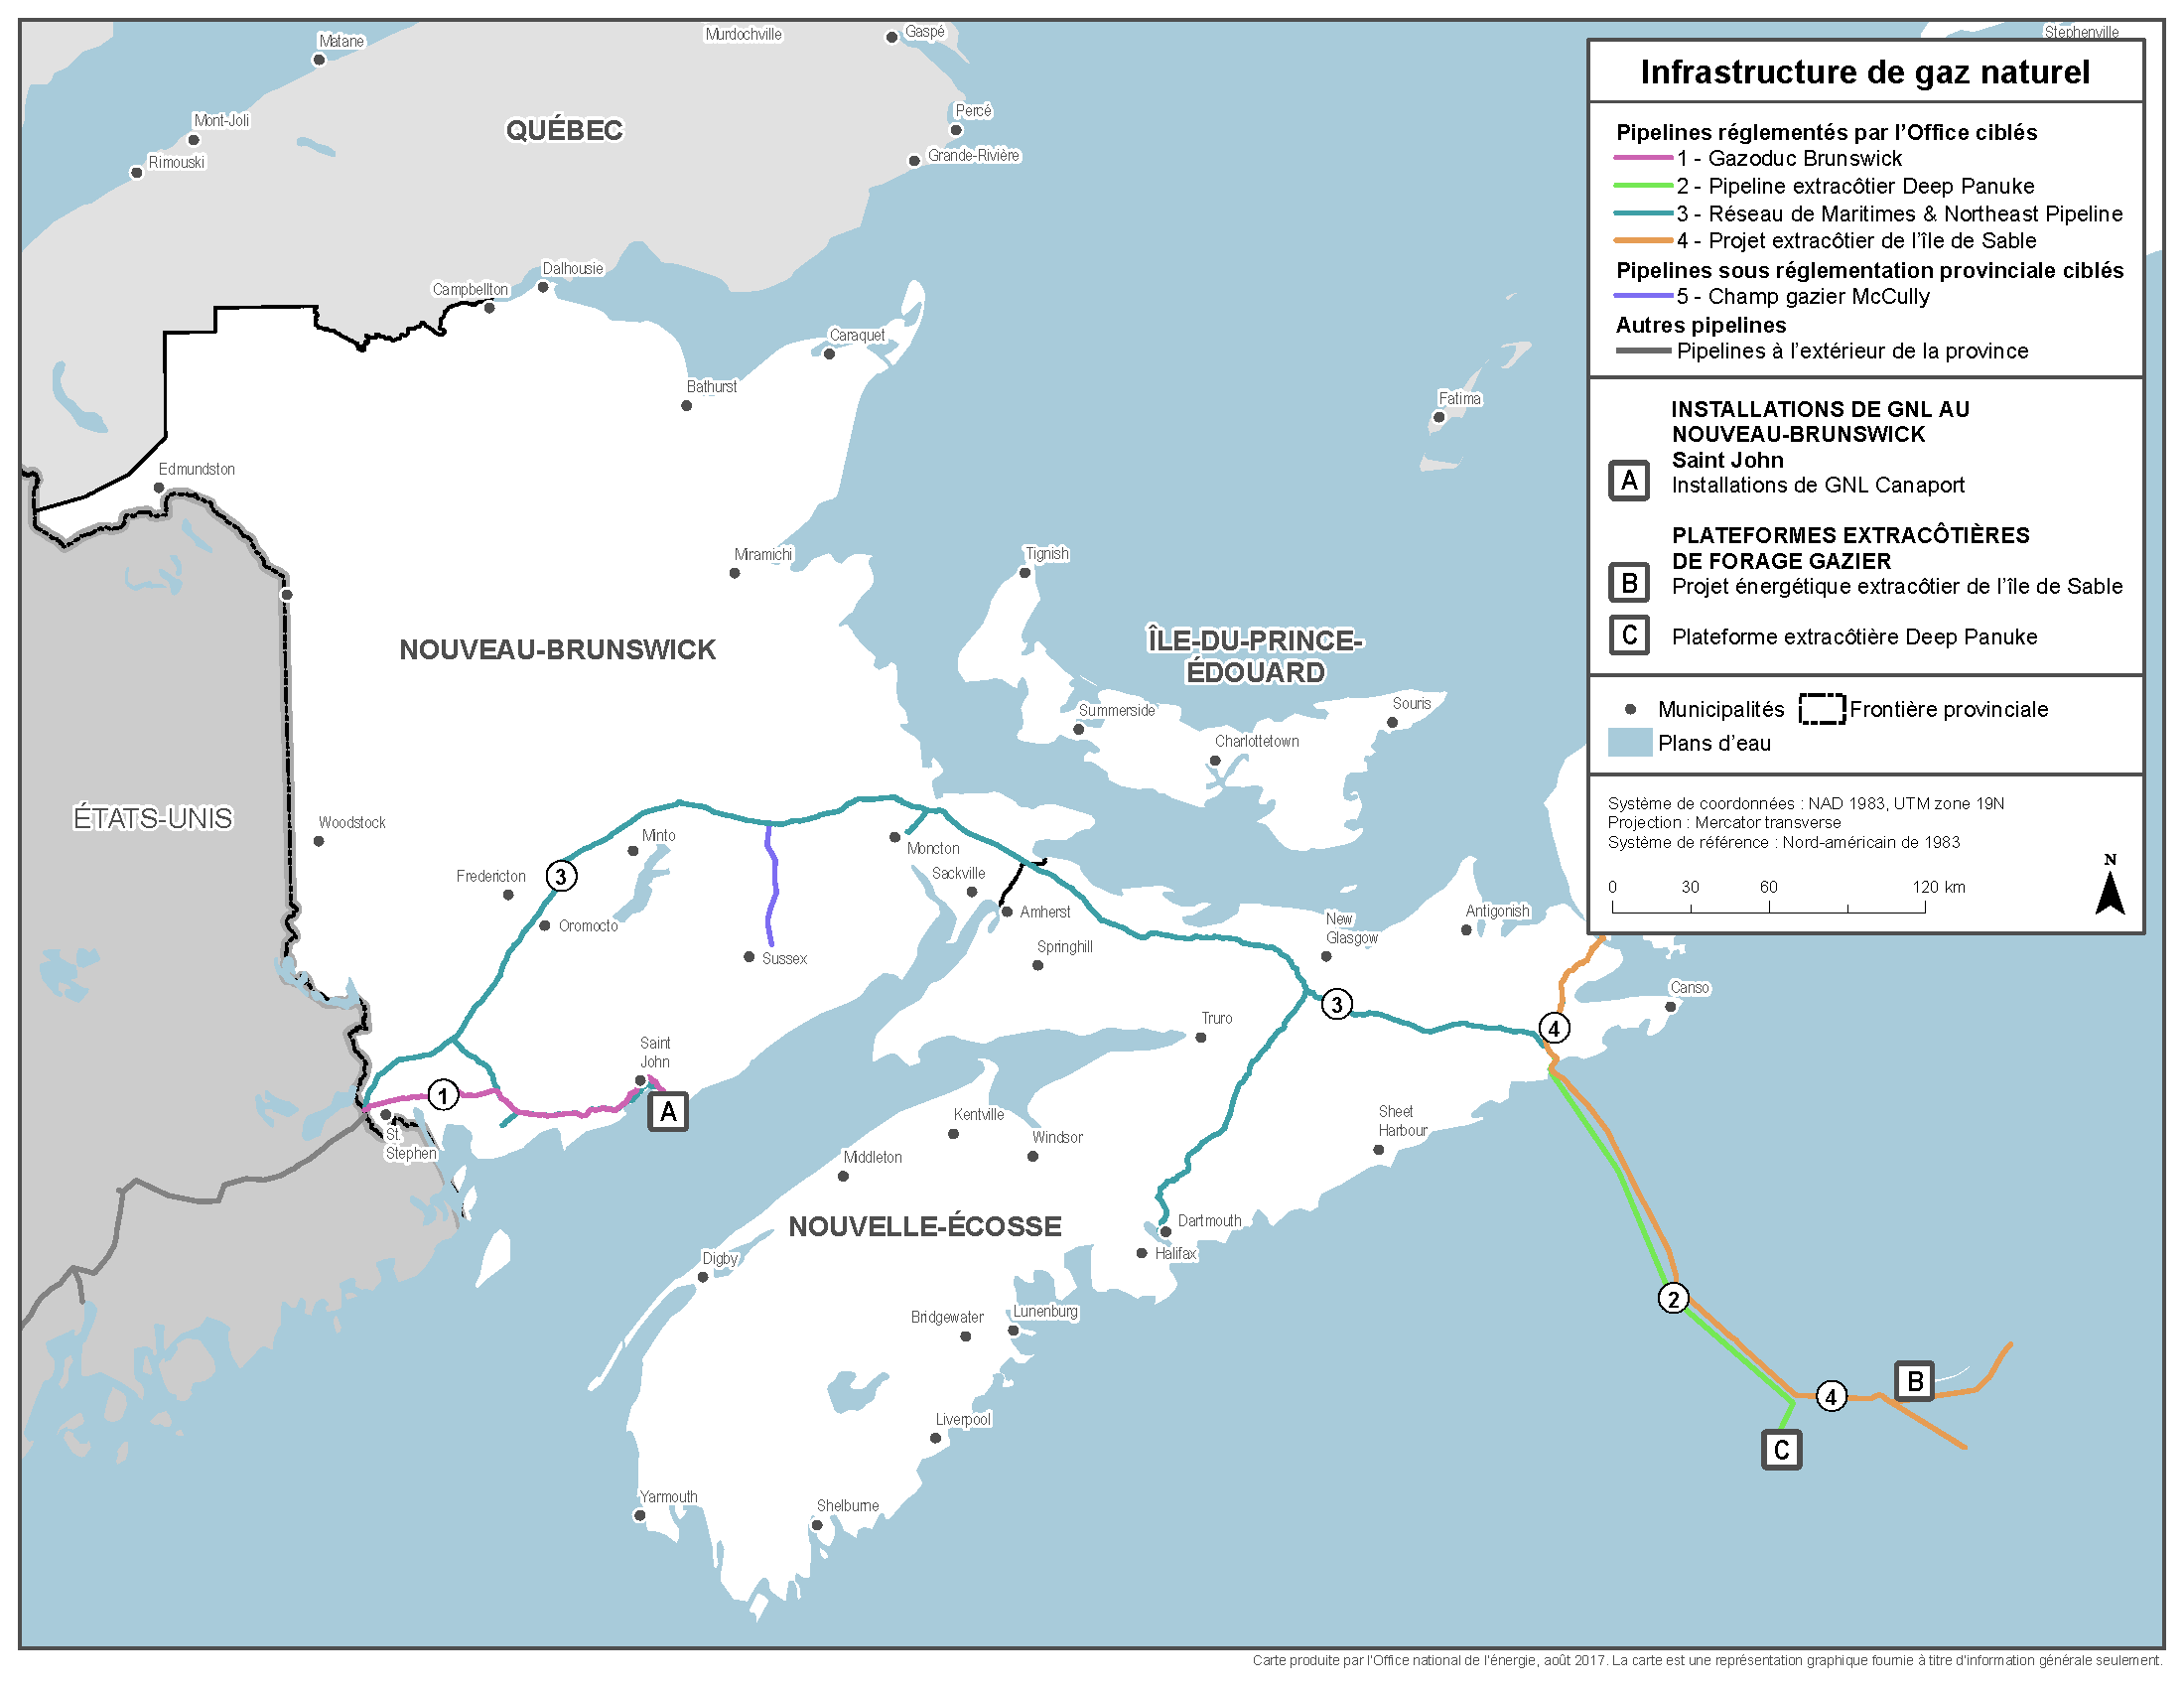 Matane
Murdochville
Gaspé
Stephenville
Mont-Joli
Percé
QUÉBEC
Rimouski
Grande-Rivière
Dalhousie
Campbellton
Caraquet
Bathurst
Fatima
Edmundston
Miramichi
Tignish
NOUVEAU-BRUNSWICK
ÎLE-DU-PRINCE-
ÉDOUARD
Summerside
Souris
Charlottetown
ÉTATS-UNIS
Woodstock
Minto
Moncton
Fredericton
3
Sackville
Oromocto
Amherst
New
Glasgow
Antigonish
Springhill
Sussex
Canso
3
Truro
4
Saint
John
1
A
Kentville
Sheet
Harbour
St.
Stephen
Windsor
Middleton
NOUVELLE-ÉCOSSE
Dartmouth
Halifax
Digby
2
Bridgewater
Lunenburg
B
4
Liverpool
C
Yarmouth
Shelburne
Infrastructure de gaz naturel
Pipelines réglementés par l'Office ciblés
1 - Gazoduc Brunswick
2 - Pipeline extracôtier Deep Panuke
3 - Réseau de Maritimes & Northeast Pipeline
4 - Projet extracôtier de l'île de Sable
Pipelines sous réglementation provinciale ciblés
5 - Champ gazier McCully
Autres pipelines
Pipelines à l'extérieur de la province
INSTALLATIONS DE GNL AU
NOUVEAU-BRUNSWICK
Saint John
A Installations de GNL Canaport
PLATEFORMES EXTRACÔTIÈRES
DE FORAGE GAZIER
B Projet énergétique extracôtier de l'île de Sable
C Plateforme extracôtière Deep Panuke
Municipalités Frontière provinciale
Plans d'eau
Système de coordonnées : NAD 1983, UTM zone 19N
Projection : Mercator transverse
Système de référence : Nord-américain de 1983
N
0 30 60 120 km
Carte produite par l'Office national de l'énergie, août 2017. La carte est une représentation graphique fournie à titre d'information générale seulement.